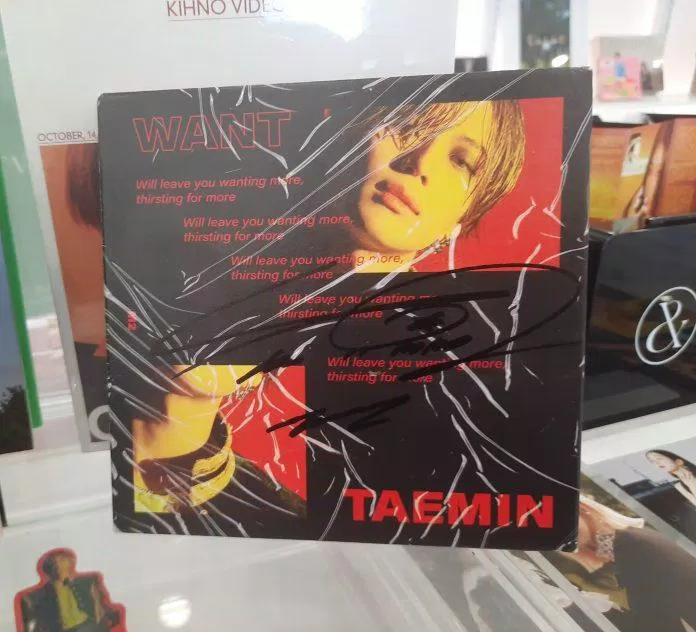 KIHNO VIDEO
OCTOBER, 14
WANT
Will leave you wanting more,
thirsting for more
Will leave you wanting more,
thirsting for more
Will leave you wanting more,
thirsting for more
Will leave you wanting more
thirsting for more
Will leave you wanting more,
thirsting for more
TAEMIN
&